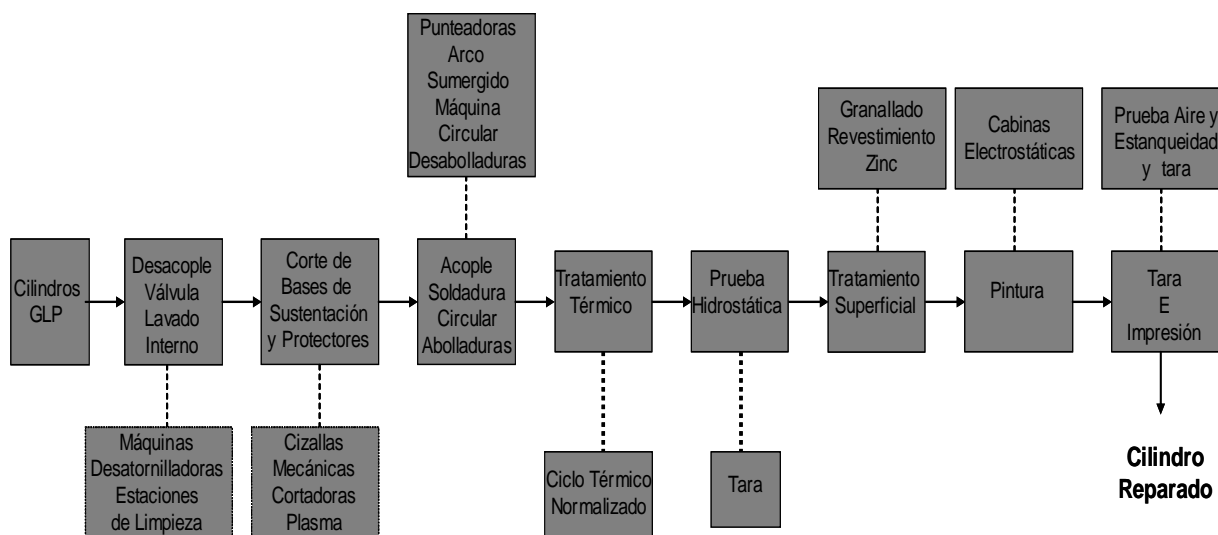 Punteadoras
Arco
Sumergido
Máquina
Circular
Desabolladuras
Granallado
Revestimiento
Zinc
Cabinas
Electrostáticas
Prueba Aire y
Estanqueidad
y tara
Cilindros
GLP
Desacople
Válvula
Lavado
Interno
Corte de
Bases de
Sustentación
y Protectores
Acople
Soldadura
Circular
Abolladuras
Tratamiento
Térmico
Prueba
Hidrostática
Tratamiento
Superficial
Pintura
Tara
E
Impresión
Máquinas
Desatornilladoras
Estaciones
de Limpieza
Cizallas
Mecánicas
Cortadoras
Plasma
Ciclo Térmico
Normalizado
Tara
Cilindro
Reparado